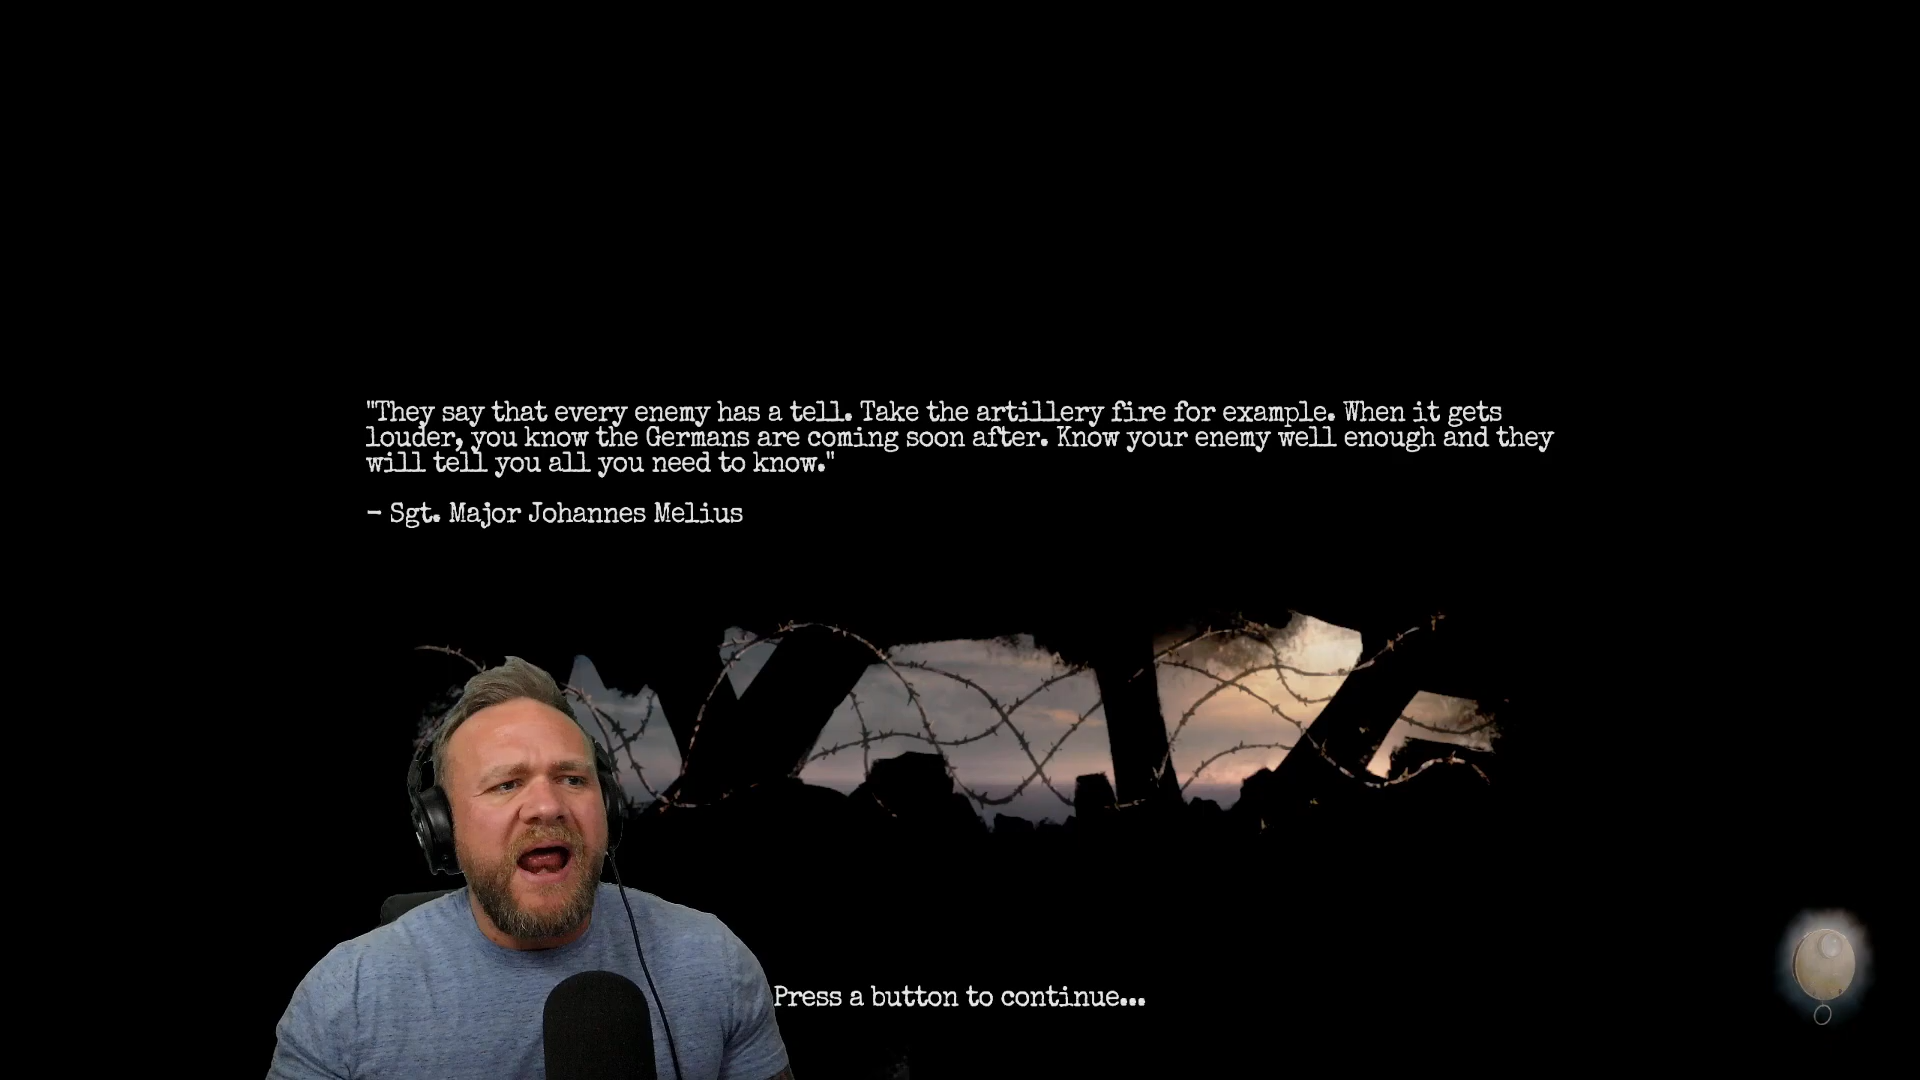 "They say that every enemy has a tell. Take the artillery fire for example. When it gets
louder, you know the Germans are coming soon after. Know your enemy well enough and they
will tell you all you need to know."
- Sgt. Major Johannes Melius
Press a button to continue...